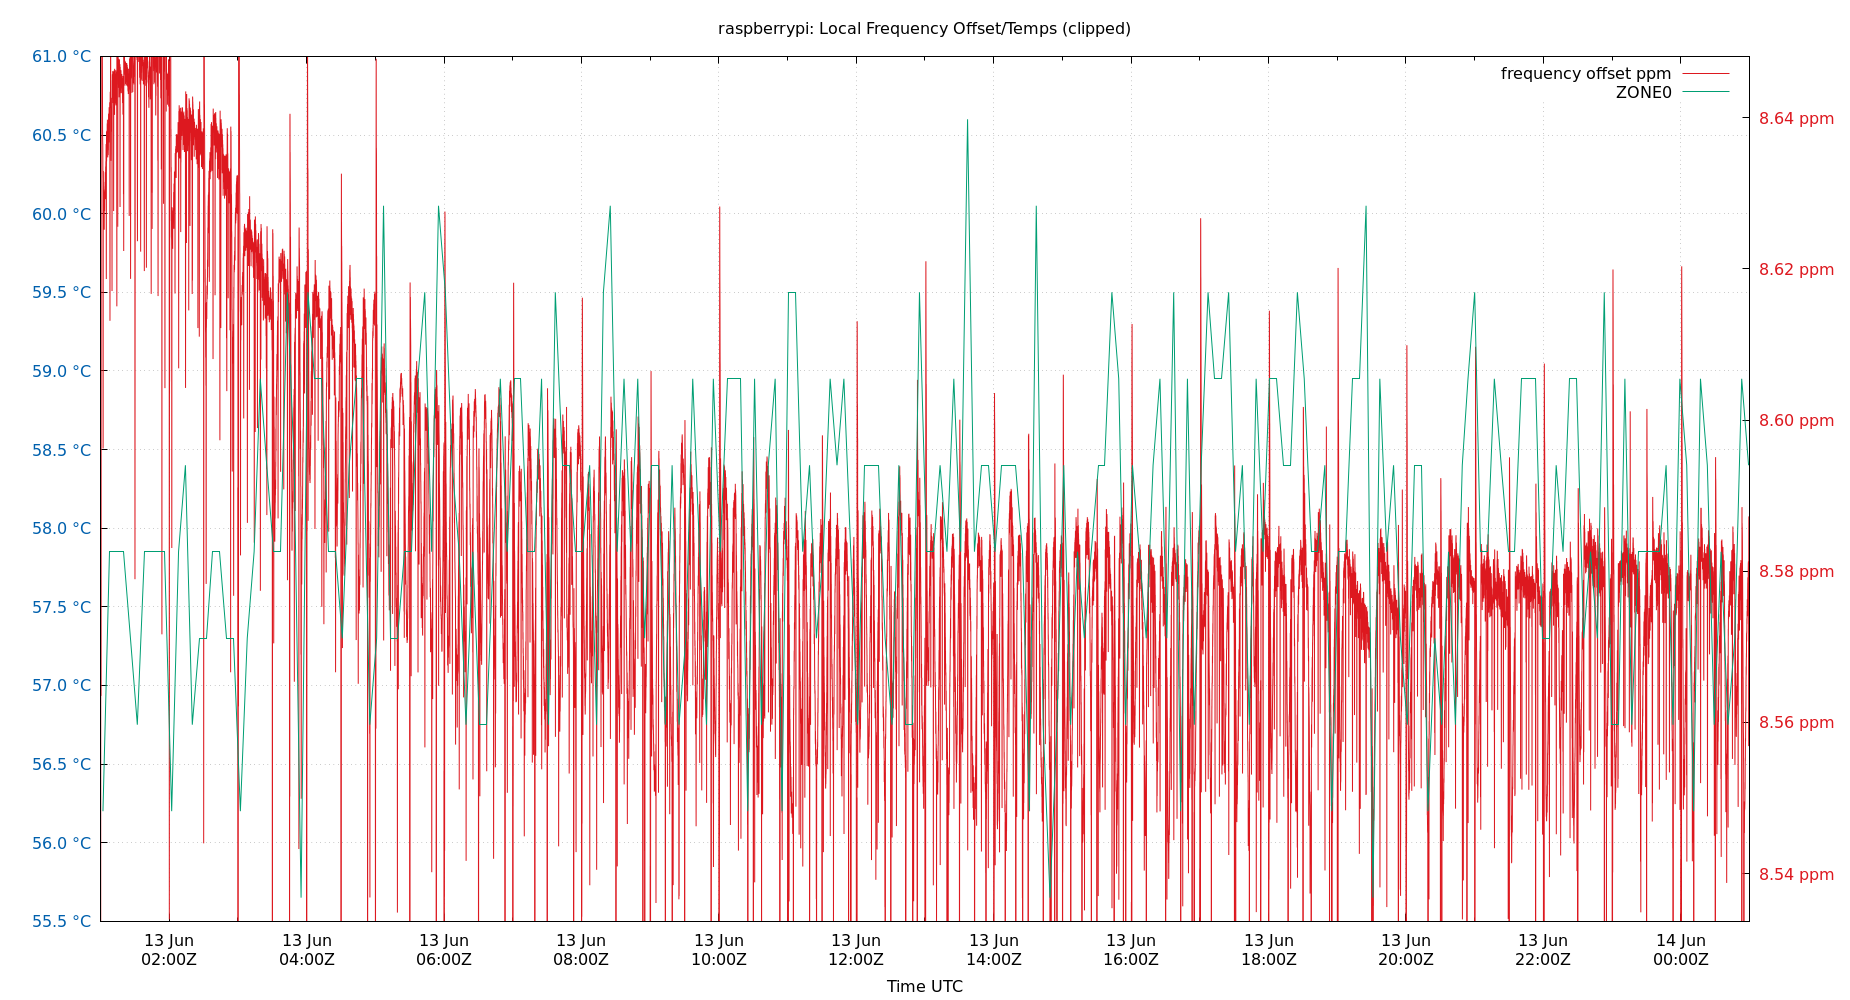 raspberrypi: Local Frequency Offset/Temps (clipped)
frequency offset ppm
ZONE0
61.0 °C
60.5 °C
60.0 °C
59.5 °C
59.0 °C
58.5 °C
58.0 °C
57.5 °C
57.0 °C
56.5 °C
56.0 °C
55.5 °C
8.64 ppm
8.62 ppm
8.60 ppm
8.58 ppm
8.56 ppm
8.54 ppm
13 Jun 13 Jun 13 Jun 13 Jun 13 Jun 13 Jun 13 Jun 13 Jun 13 Jun 13 Jun 13 Jun 14 Jun
02:00Z 04:00Z 06:00Z 08:00Z 10:00Z 12:00Z 14:00Z 16:00Z 18:00Z 20:00Z 22:00Z 00:00Z
Time UTC